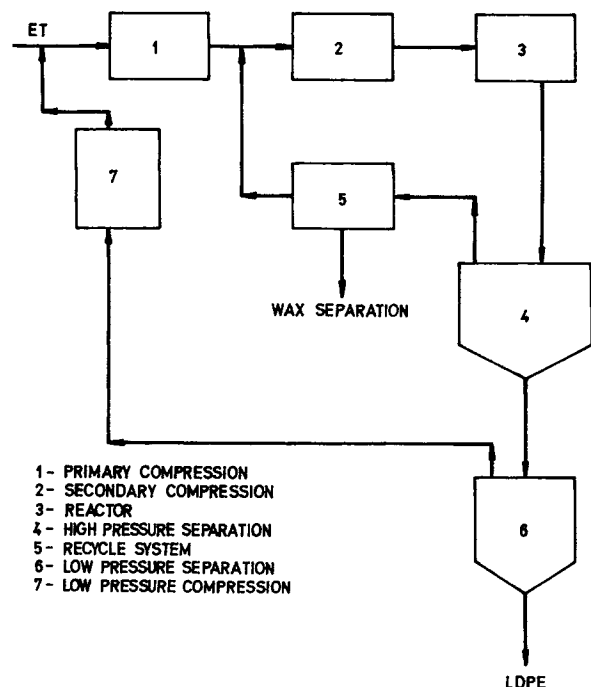 ET
1
2
3
7
5
WAX SEPARATION
4
1- PRIMARY COMPRESSION
2- SECONDARY COMPRESSION
3- REACTOR
4- HIGH PRESSURE SEPARATION
5- RECYCLE SYSTEM
6- LOW PRESSURE SEPARATION
7- LOW PRESSURE COMPRESSION
6
LDPE